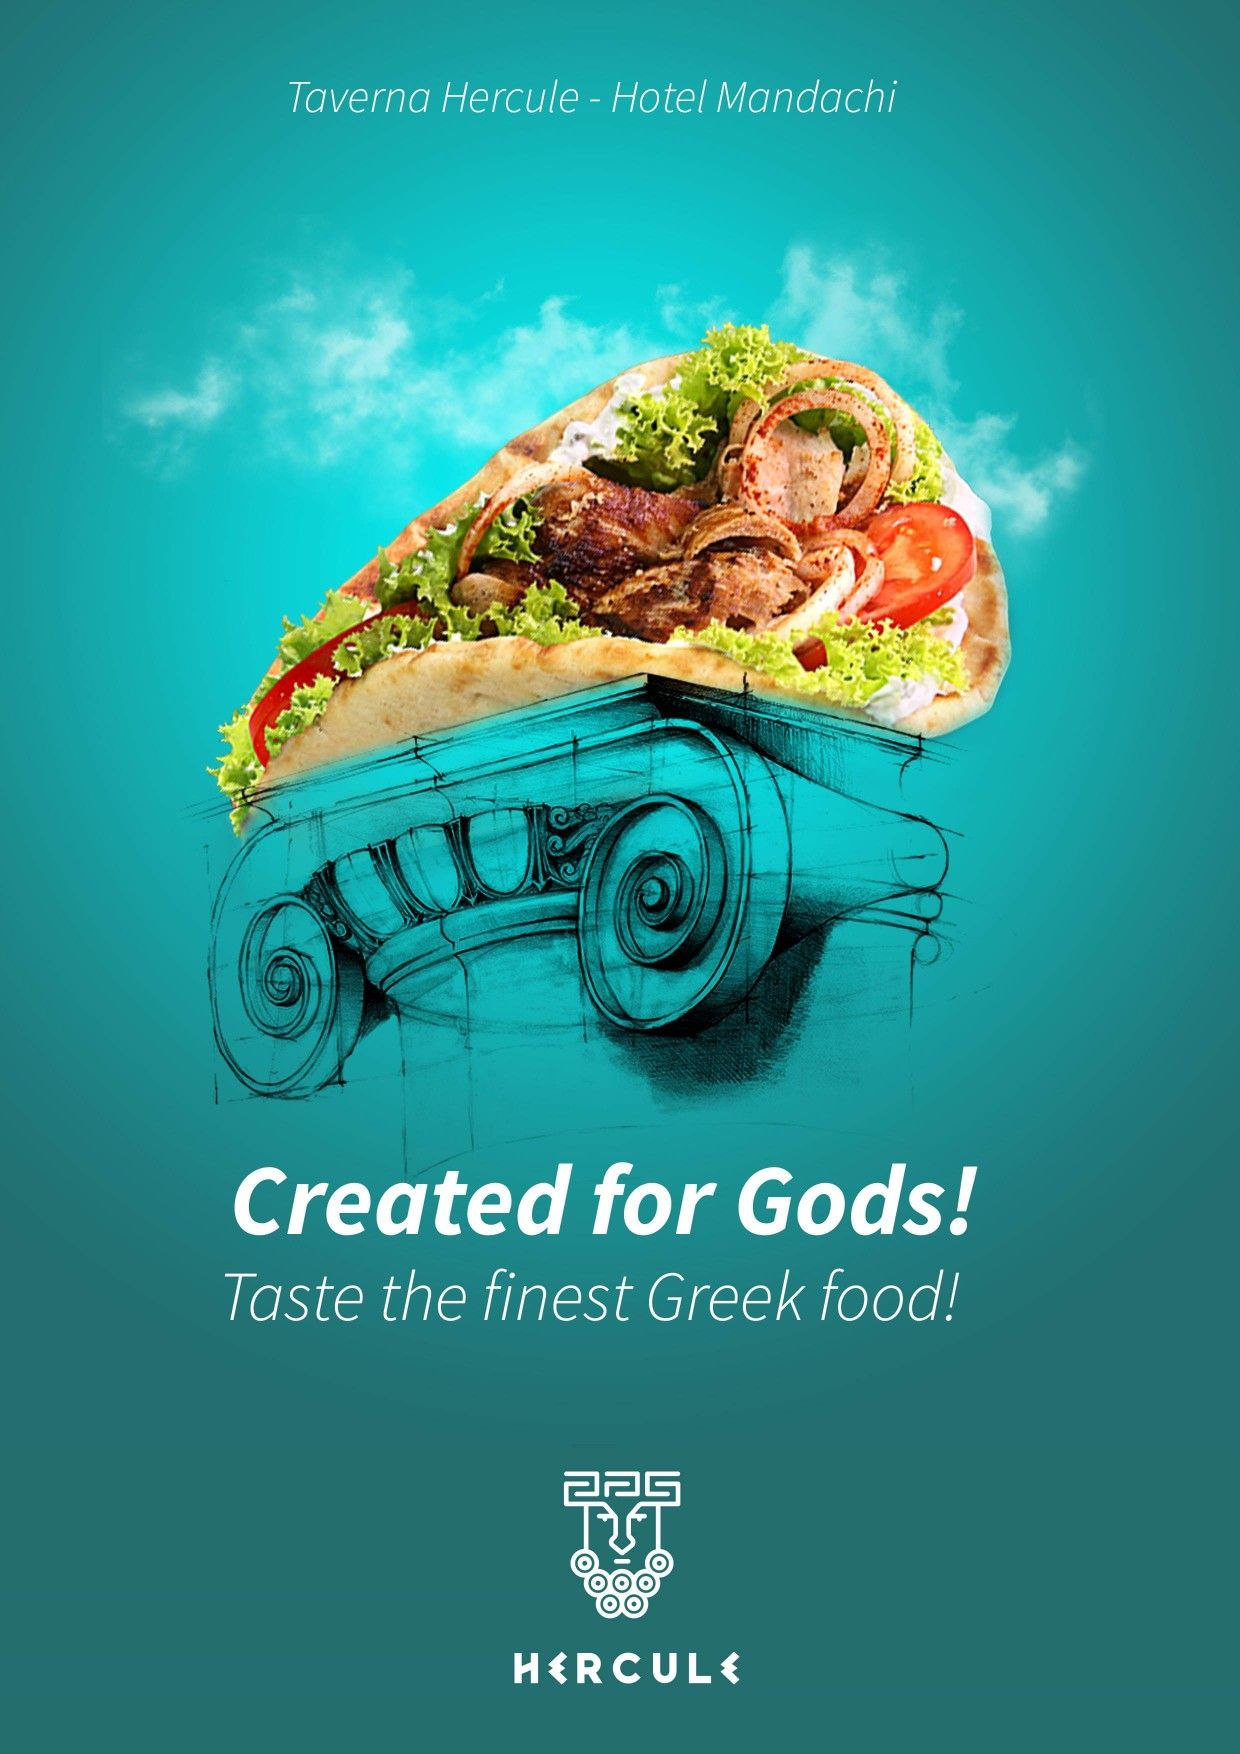 Taverna Hercule - Hotel Mandachi
Created for Gods!
Taste the finest Greek food!
HERCULE